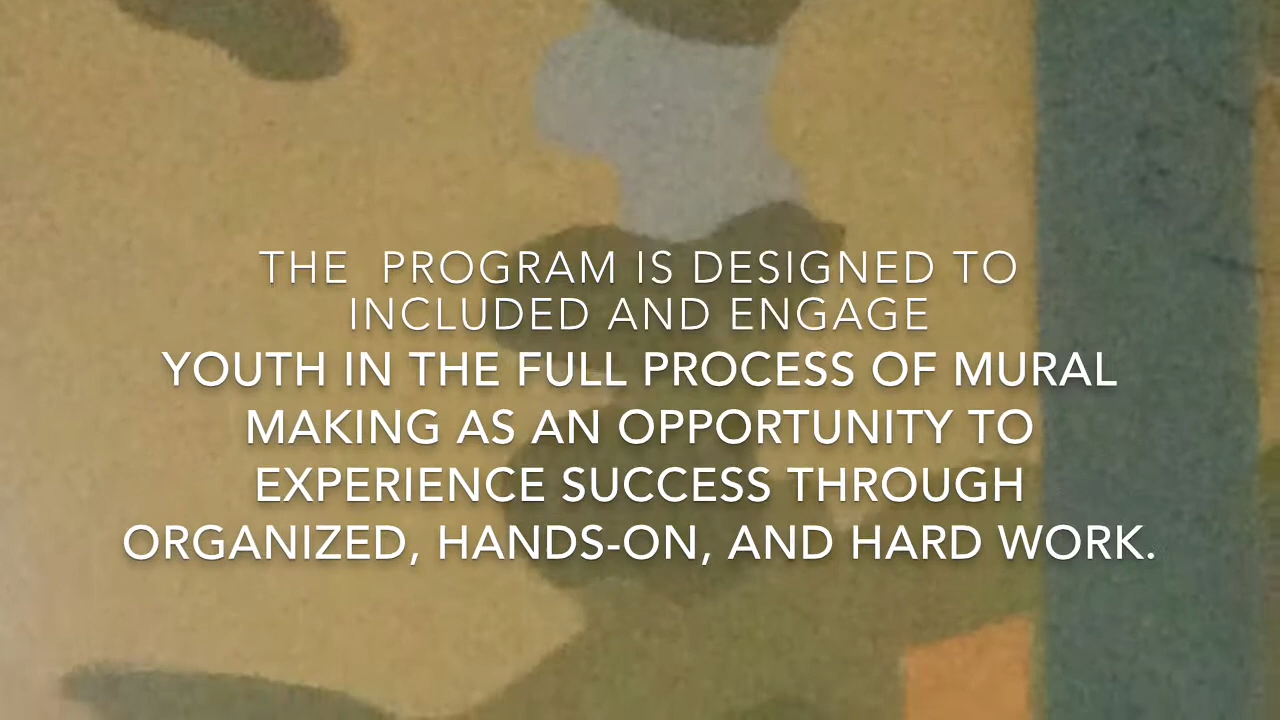 THE  PROGRAM IS DESIGNED TO
INCLUDED AND ENGAGE
YOUTH IN THE FULL PROCESS OF MURAL
MAKING AS AN OPPORTUNITY TO
EXPERIENCE SUCCESS THROUGH
ORGANIZED, HANDS-ON, AND HARD WORK.